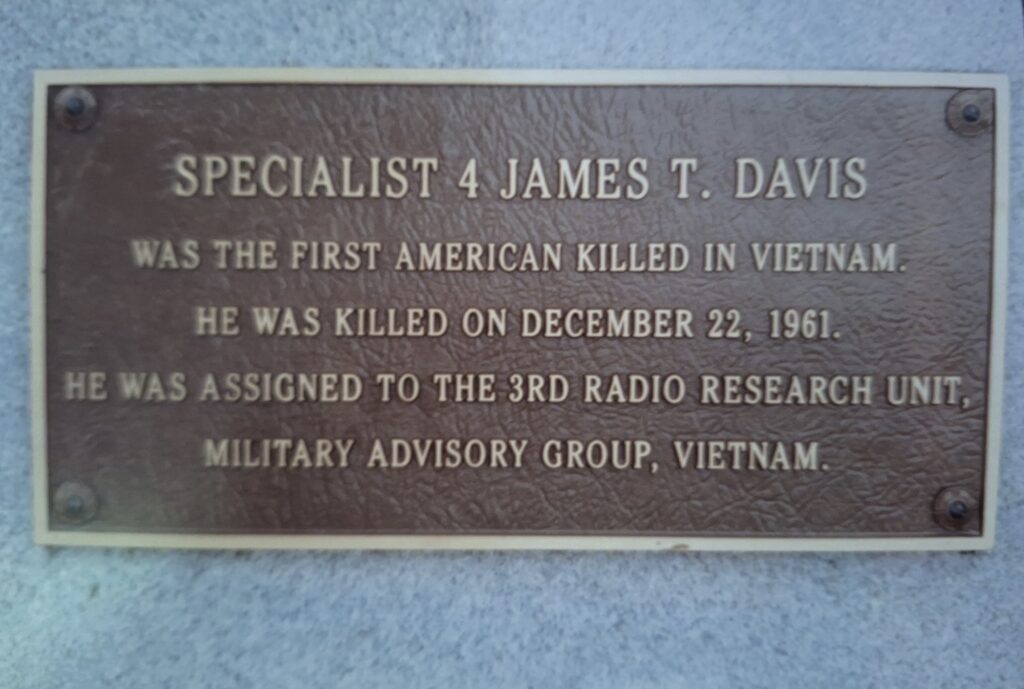 SPECIALIST 4 JAMES T. DAVIS
WAS THE FIRST AMERICAN KILLED IN VIETNAM.
HE WAS KILLED ON DECEMBER 22, 1961.
HE WAS ASSIGNED TO THE 3RD RADIO RESEARCH UNIT,
MILITARY ADVISORY GROUP, VIETNAM.